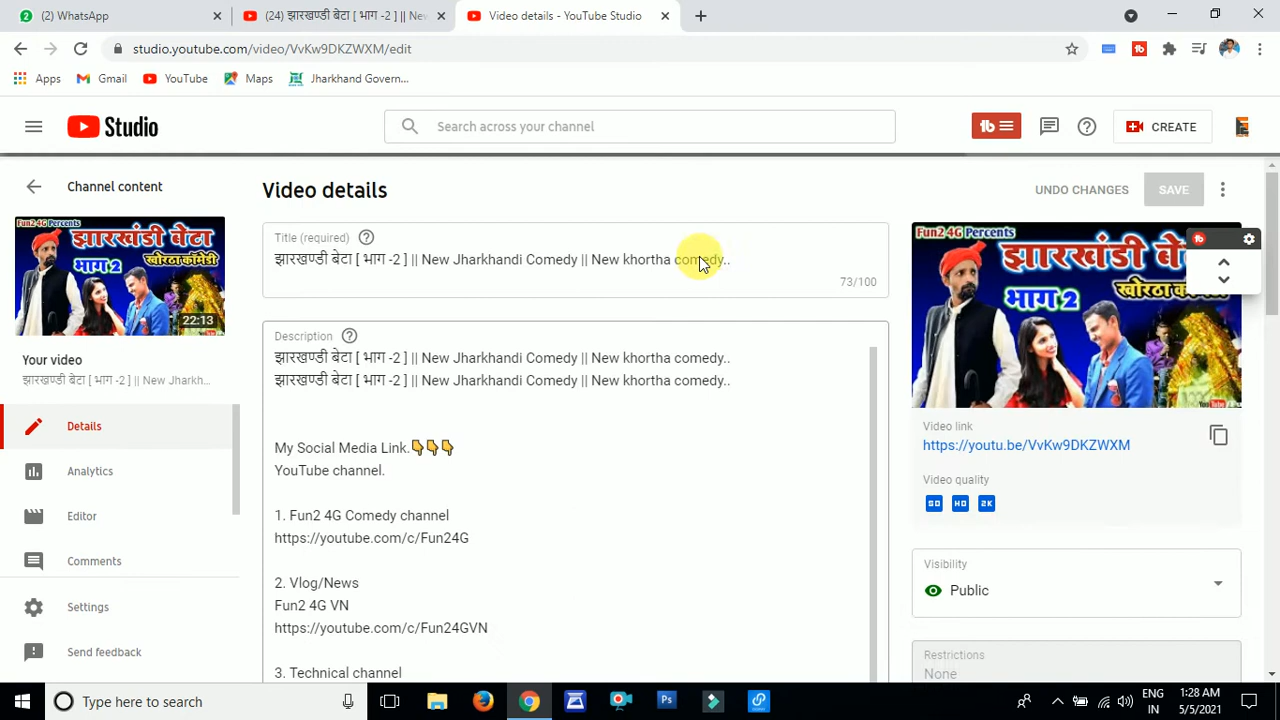 (2) WhatsApp
(24) झारखण्डी बेटा [ भाग -2 ] || New
Video details - YouTube Studio
studio.youtube.com/video/VvKw9DKZWXM/edit
Apps
Gmail
YouTube
Maps
Jharkhand Govern...
Studio
Search across your channel
CREATE
Channel content
Video details
UNDO CHANGES
SAVE
Fun2 4G Percents
झारखंडी बेटा
भाग 2
खोरठा कॉमेडी
22:13
Your video
झारखण्डी बेटा [ भाग -2 ] || New Jharkh...
Details
Analytics
Editor
Comments
Settings
Send feedback
Title (required)
झारखण्डी बेटा [ भाग -2 ] || New Jharkhandi Comedy || New khortha comedy..
73/100
Description
झारखण्डी बेटा [ भाग -2 ] || New Jharkhandi Comedy || New khortha comedy..
झारखण्डी बेटा [ भाग -2 ] || New Jharkhandi Comedy || New khortha comedy..
My Social Media Link.👇👇👇
YouTube channel.
1. Fun2 4G Comedy channel
https://youtube.com/c/Fun24G
2. Vlog/News
Fun2 4G VN
https://youtube.com/c/Fun24GVN
3. Technical channel
Fun2 4G Percents
झारखंडी बे
भाग 2
खोरठा कॉमेडी
Video link
https://youtu.be/VvKw9DKZWXM
Video quality
SD HD 2K
Visibility
Public
Restrictions
None
Type here to search
ENG
IN
1:28 AM
5/5/2021